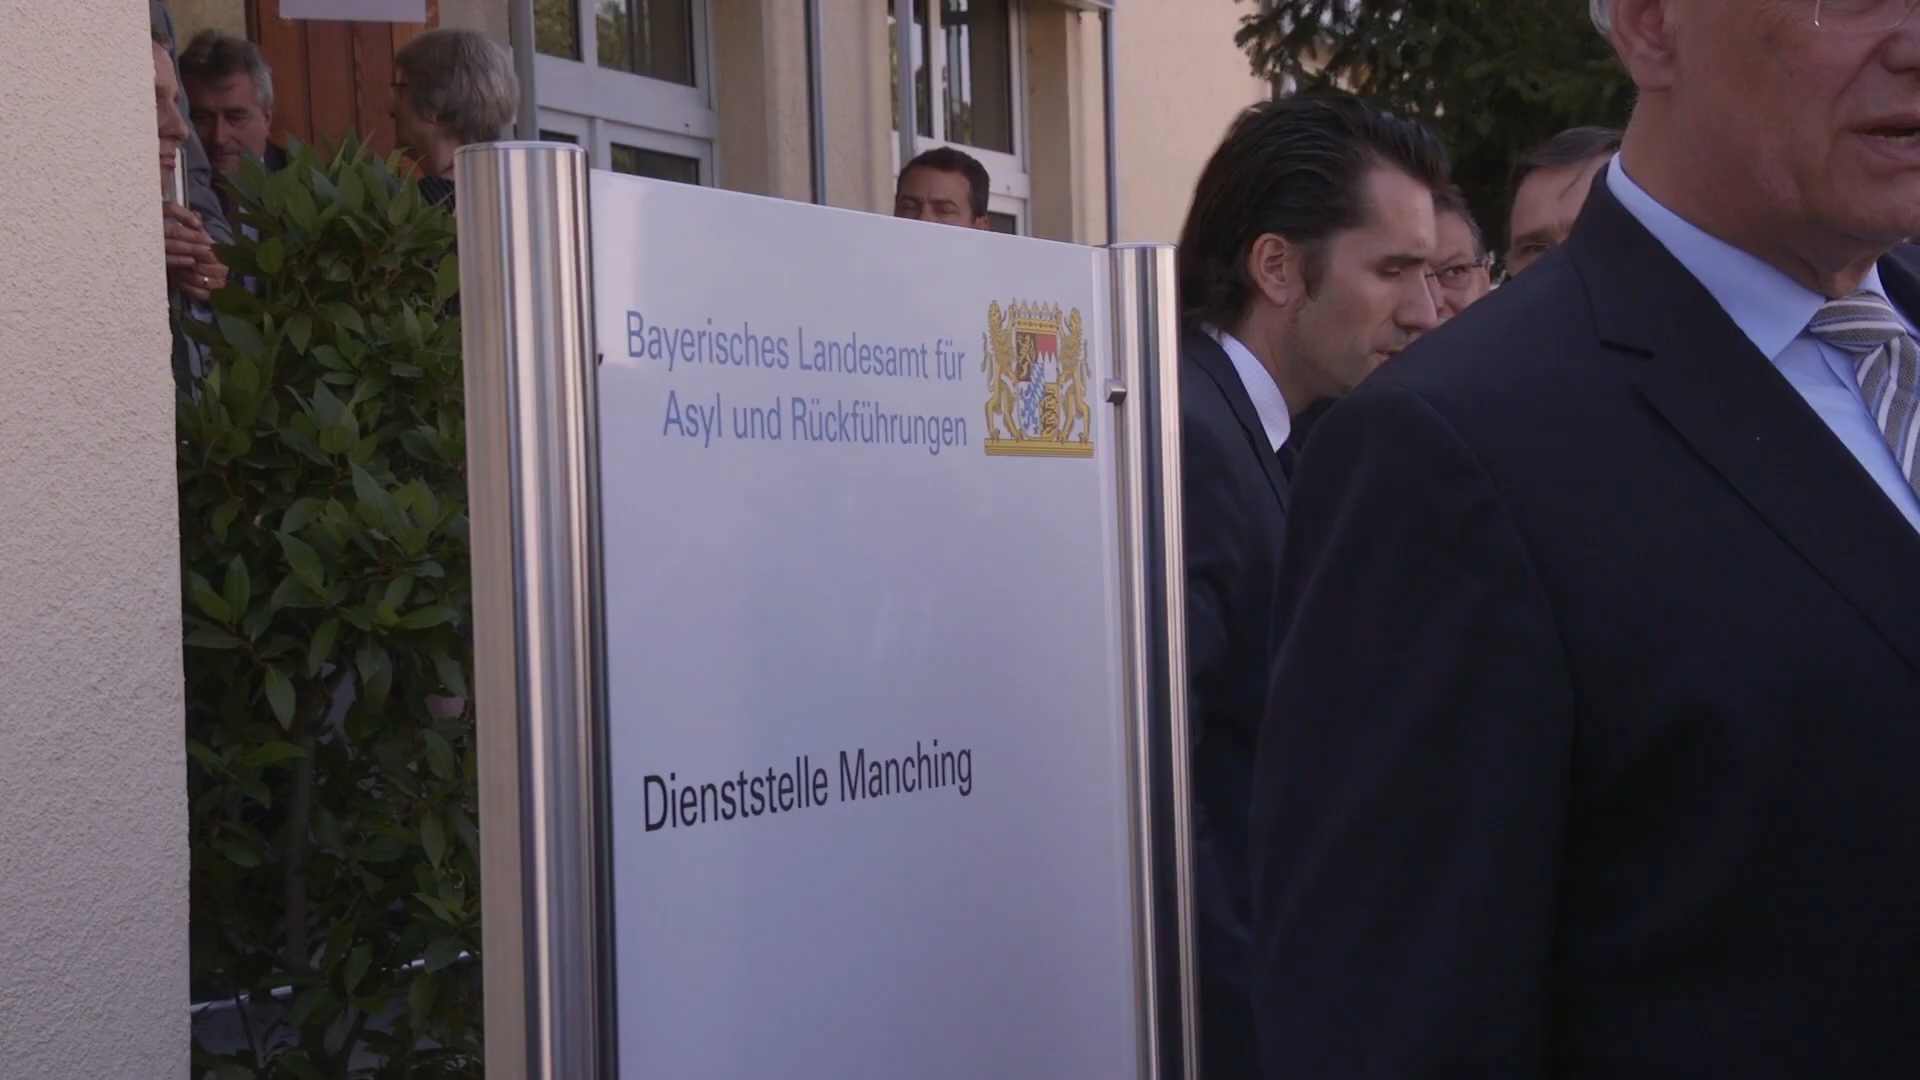 Bayerisches Landesamt für
Asyl und Rückführungen
Dienststelle Manching